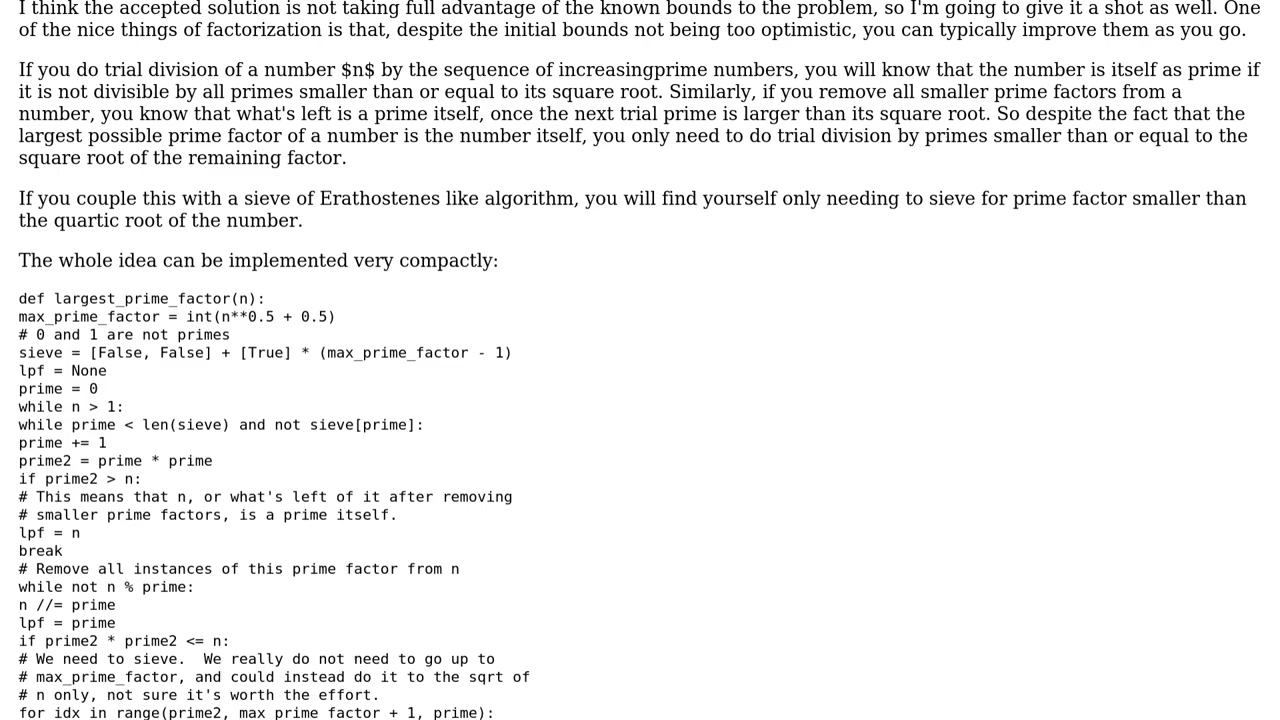 I think the accepted solution is not taking full advantage of the known bounds to the problem, so I'm going to give it a shot as well. One
of the nice things of factorization is that, despite the initial bounds not being too optimistic, you can typically improve them as you go.
If you do trial division of a number $n$ by the sequence of increasingprime numbers, you will know that the number is itself as prime if
it is not divisible by all primes smaller than or equal to its square root. Similarly, if you remove all smaller prime factors from a
number, you know that what's left is a prime itself, once the next trial prime is larger than its square root. So despite the fact that the
largest possible prime factor of a number is the number itself, you only need to do trial division by primes smaller than or equal to the
square root of the remaining factor.
If you couple this with a sieve of Erathostenes like algorithm, you will find yourself only needing to sieve for prime factor smaller than
the quartic root of the number.
The whole idea can be implemented very compactly:
def largest_prime_factor(n):
max_prime_factor = int(n**0.5 + 0.5)
# 0 and 1 are not primes
sieve = [False, False] + [True] * (max_prime_factor - 1)
lpf = None
prime = 0
while n > 1:
while prime < len(sieve) and not sieve[prime]:
prime += 1
prime2 = prime * prime
if prime2 > n:
# This means that n, or what's left of it after removing
# smaller prime factors, is a prime itself.
lpf = n
break
# Remove all instances of this prime factor from n
while not n % prime:
n //= prime
lpf = prime
if prime2 * prime2 <= n:
# We need to sieve.  We really do not need to go up to
# max_prime_factor, and could instead do it to the sqrt of
# n only, not sure it's worth the effort.
for idx in range(prime2, max_prime_factor + 1, prime):